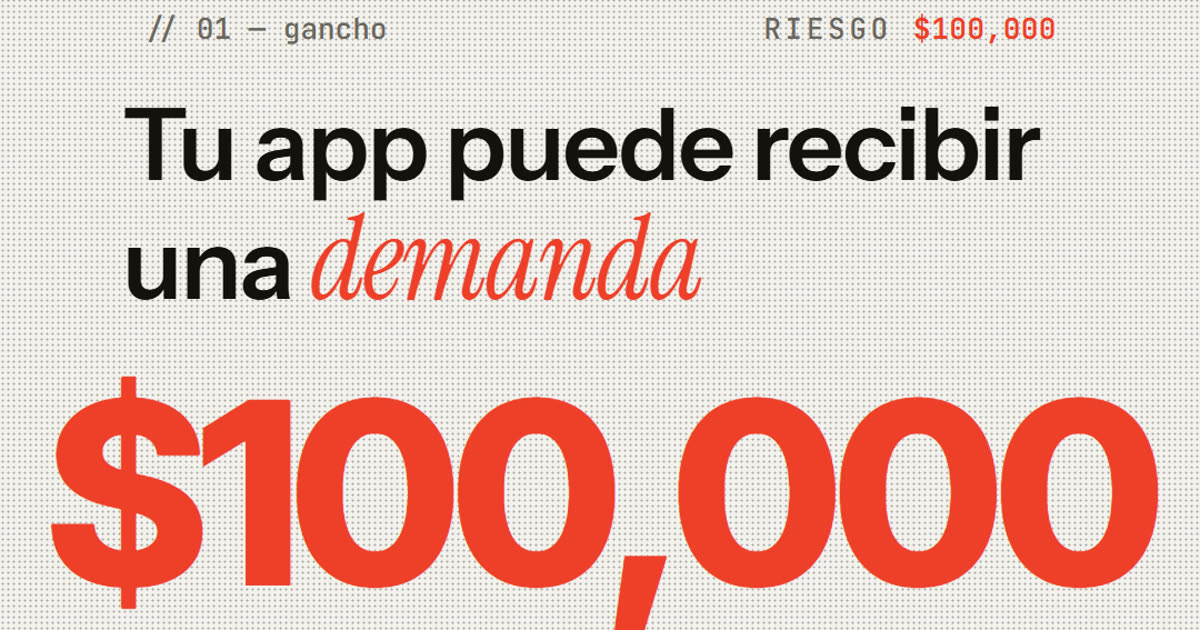 // 01 — gancho
RIESGO $100,000
Tu app puede recibir
una demanda
$100,000